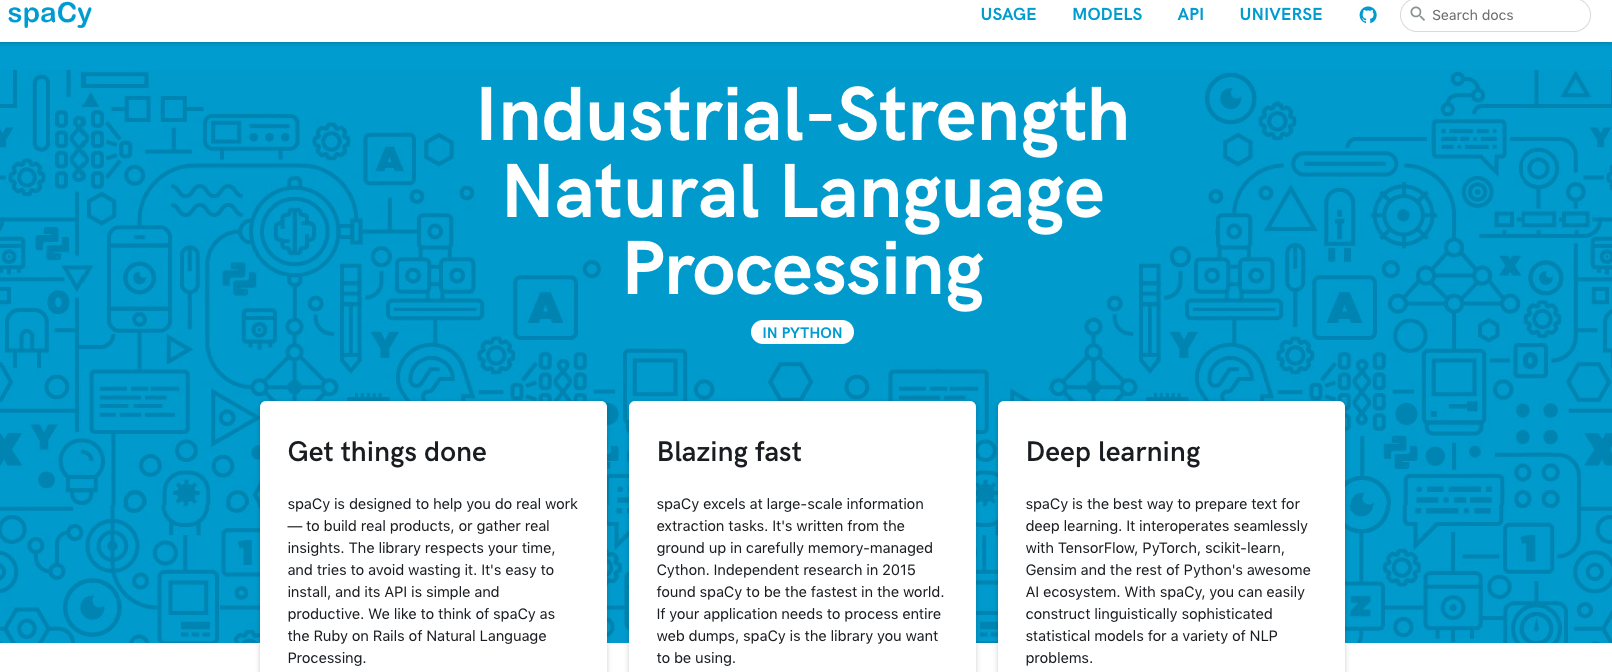 spaCy
USAGE MODELS API UNIVERSE Search docs
Industrial-Strength
Natural Language
Processing
IN PYTHON
Get things done
spaCy is designed to help you do real work
— to build real products, or gather real
insights. The library respects your time,
and tries to avoid wasting it. It's easy to
install, and its API is simple and
productive. We like to think of spaCy as
the Ruby on Rails of Natural Language
Processing.
Blazing fast
spaCy excels at large-scale information
extraction tasks. It's written from the
ground up in carefully memory-managed
Cython. Independent research in 2015
found spaCy to be the fastest in the world.
If your application needs to process entire
web dumps, spaCy is the library you want
to be using.
Deep learning
spaCy is the best way to prepare text for
deep learning. It interoperates seamlessly
with TensorFlow, PyTorch, scikit-learn,
Gensim and the rest of Python's awesome
AI ecosystem. With spaCy, you can easily
construct linguistically sophisticated
statistical models for a variety of NLP
problems.